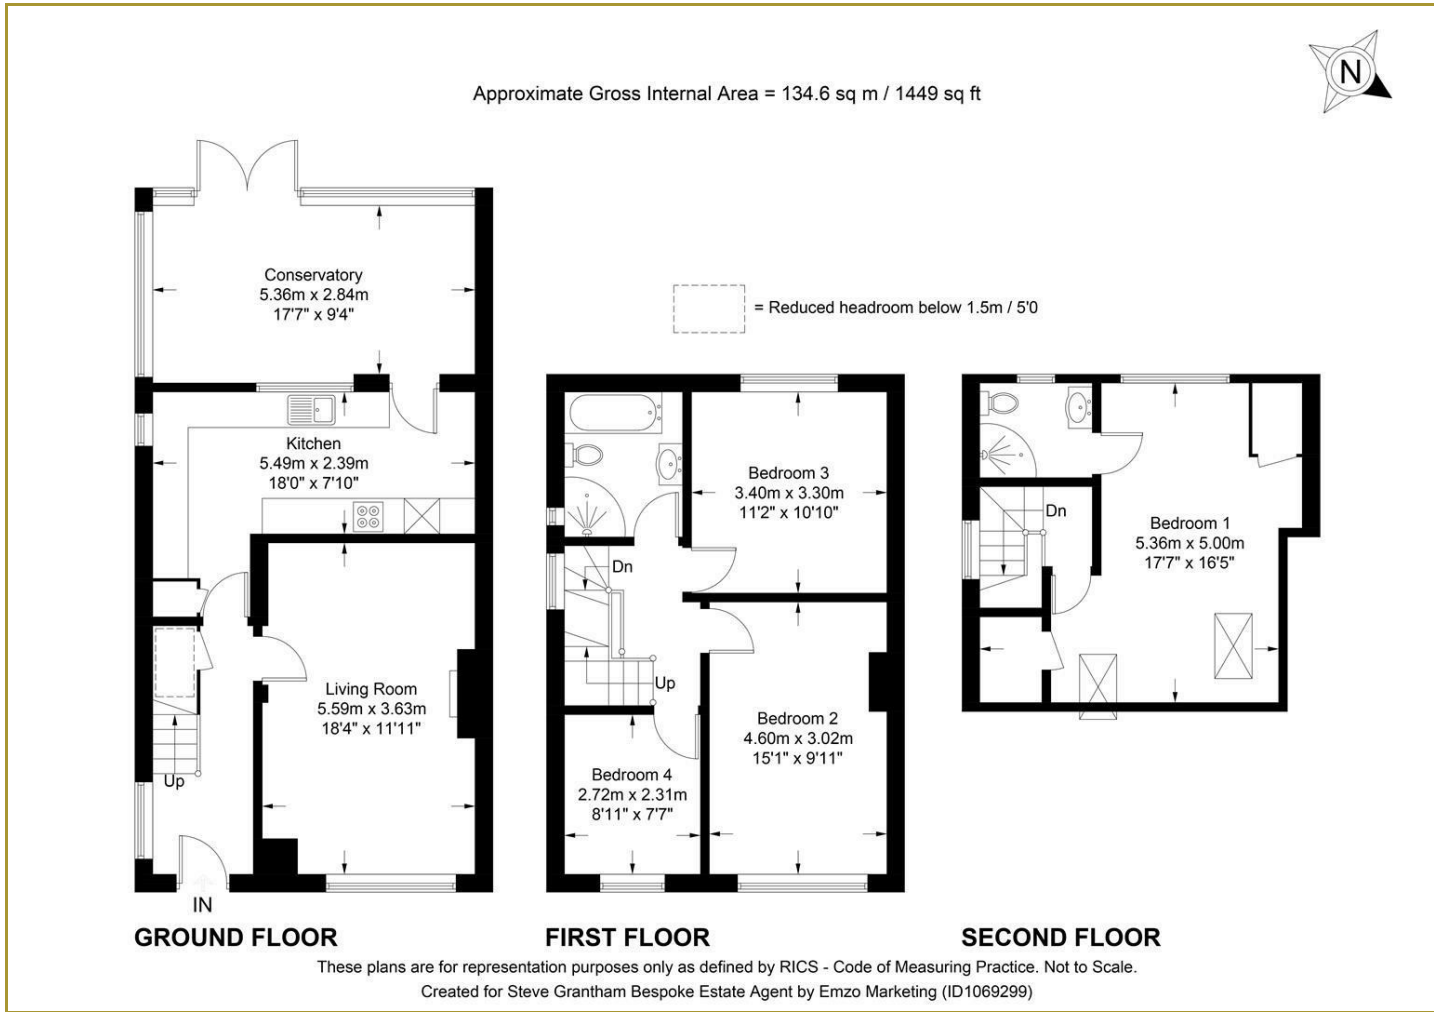 N
Approximate Gross Internal Area = 134.6 sq m / 1449 sq ft
Conservatory
5.36m x 2.84m
17'7" x 9'4"
= Reduced headroom below 1.5m / 5'0
Kitchen
5.49m x 2.39m
18'0" x 7'10"
Living Room
5.59m x 3.63m
18'4" x 11'11"
Up
IN
GROUND FLOOR
Bedroom 3
3.40m x 3.30m
11'2" x 10'10"
Dn
Up
Bedroom 2
4.60m x 3.02m
15'1" x 9'11"
Bedroom 4
2.72m x 2.31m
8'11" x 7'7"
FIRST FLOOR
Dn
Bedroom 1
5.36m x 5.00m
17'7" x 16'5"
SECOND FLOOR
These plans are for representation purposes only as defined by RICS - Code of Measuring Practice. Not to Scale.
Created for Steve Grantham Bespoke Estate Agent by Emzo Marketing (ID1069299)